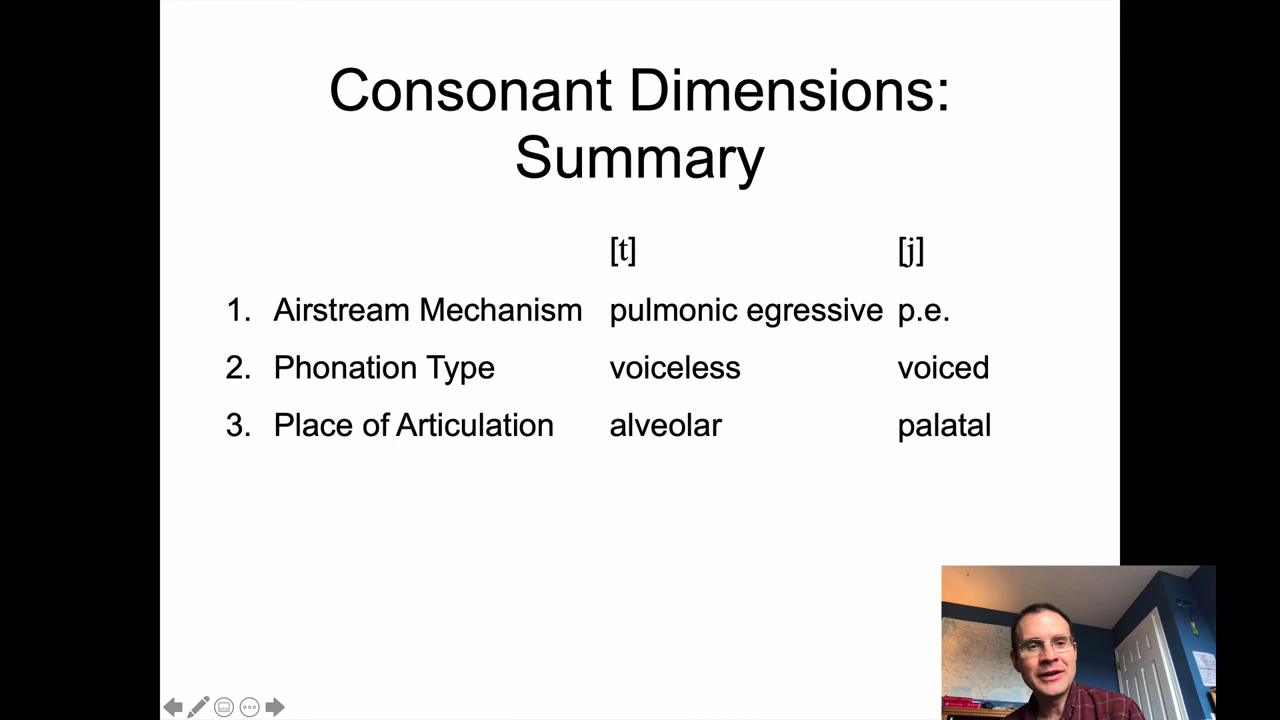 Consonant Dimensions:
Summary
[t] [j]
1. Airstream Mechanism pulmonic egressive p.e.
2. Phonation Type voiceless voiced
3. Place of Articulation alveolar palatal